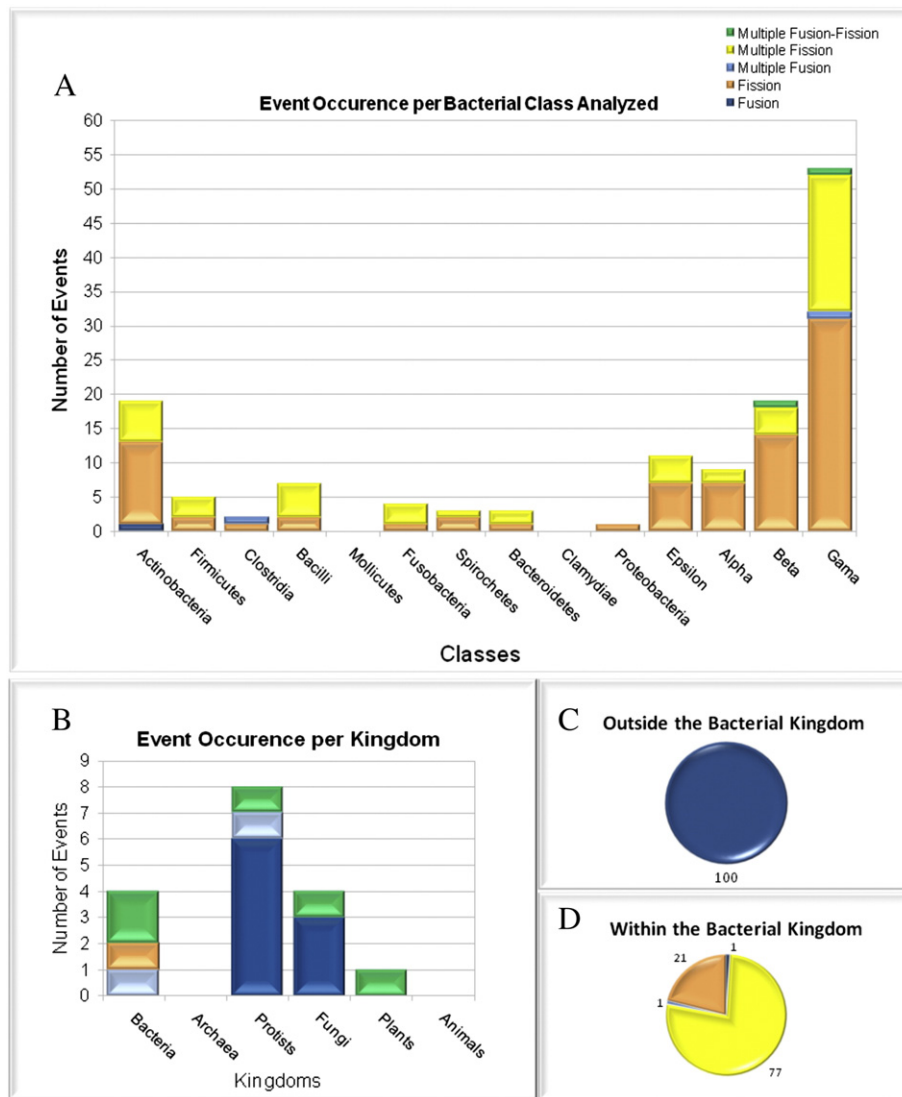 Multiple Fusion-Fission
Multiple Fission
Multiple Fusion
Fission
Fusion
A
Event Occurence per Bacterial Class Analyzed
Number of Events
60
55
50
45
40
35
30
25
20
15
10
5
0
Actinobacteria
Firmicutes
Clostridia
Bacilli
Mollicutes
Fusobacteria
Spirochetes
Bacteroidetes
Clamydiae
Proteobacteria
Epsilon
Alpha
Beta
Gama
Classes
B
Event Occurence per Kingdom
Number of Events
9
8
7
6
5
4
3
2
1
0
Bacteria
Archaea
Protists
Fungi
Plants
Animals
Kingdoms
C
Outside the Bacterial Kingdom
100
D
Within the Bacterial Kingdom
21
1
1
77